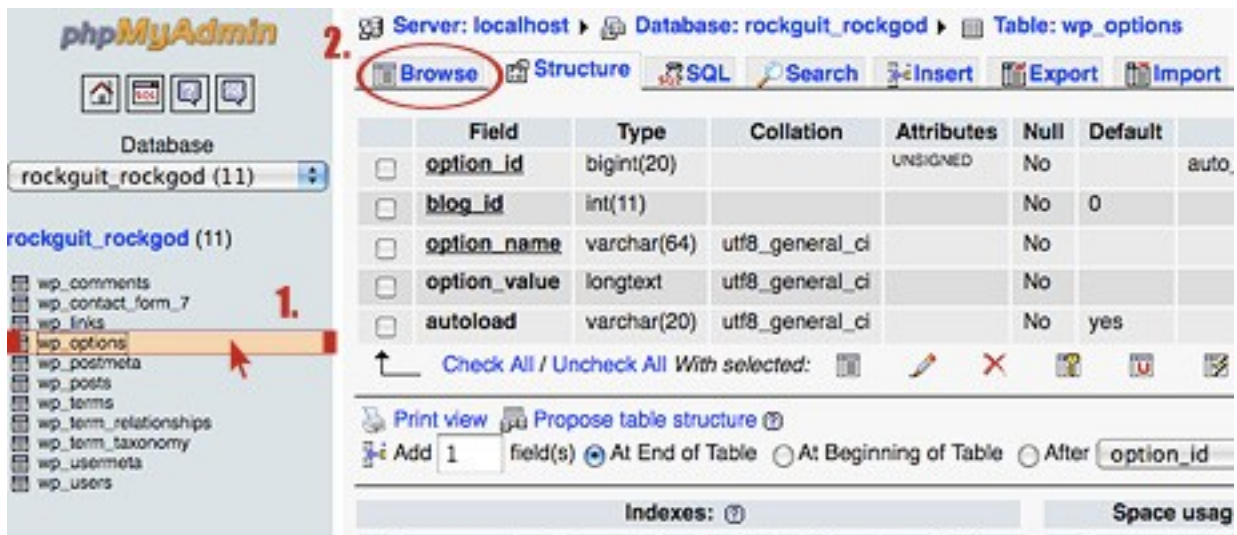 phpMyAdmin
Database
rockguit_rockgod (11)
rockguit_rockgod (11)
wp_comments
wp_contact_form_7
wp_links
wp_options
wp_postmeta
wp_posts
wp_terms
wp_term_relationships
wp_term_taxonomy
wp_usermeta
wp_users
1.
2.
Server: localhost Database: rockguit_rockgod Table: wp_options
Browse Structure SQL Search Insert Export Import
Field Type Collation Attributes Null Default
option_id bigint(20) UNSIGNED No auto_
blog_id int(11) No 0
option_name varchar(64) utf8_general_ci No
option_value longtext utf8_general_ci No
autoload varchar(20) utf8_general_ci No yes
Check All / Uncheck All With selected:
Print view Propose table structure
Add 1 field(s) At End of Table At Beginning of Table After option_id
Indexes: Space usag